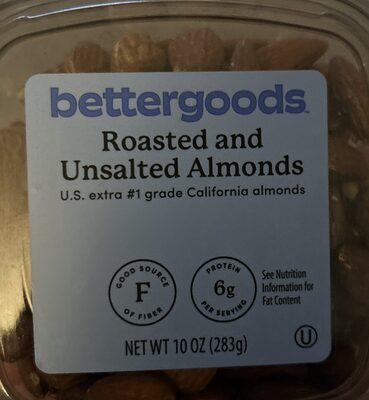 bettergoods™
Roasted and
Unsalted Almonds
U.S. extra #1 grade California almonds
GOOD SOURCE
F
OF FIBER
PROTEIN
6g
PER SERVING
See Nutrition
Information for
Fat Content
NET WT 10 OZ (283g)
U